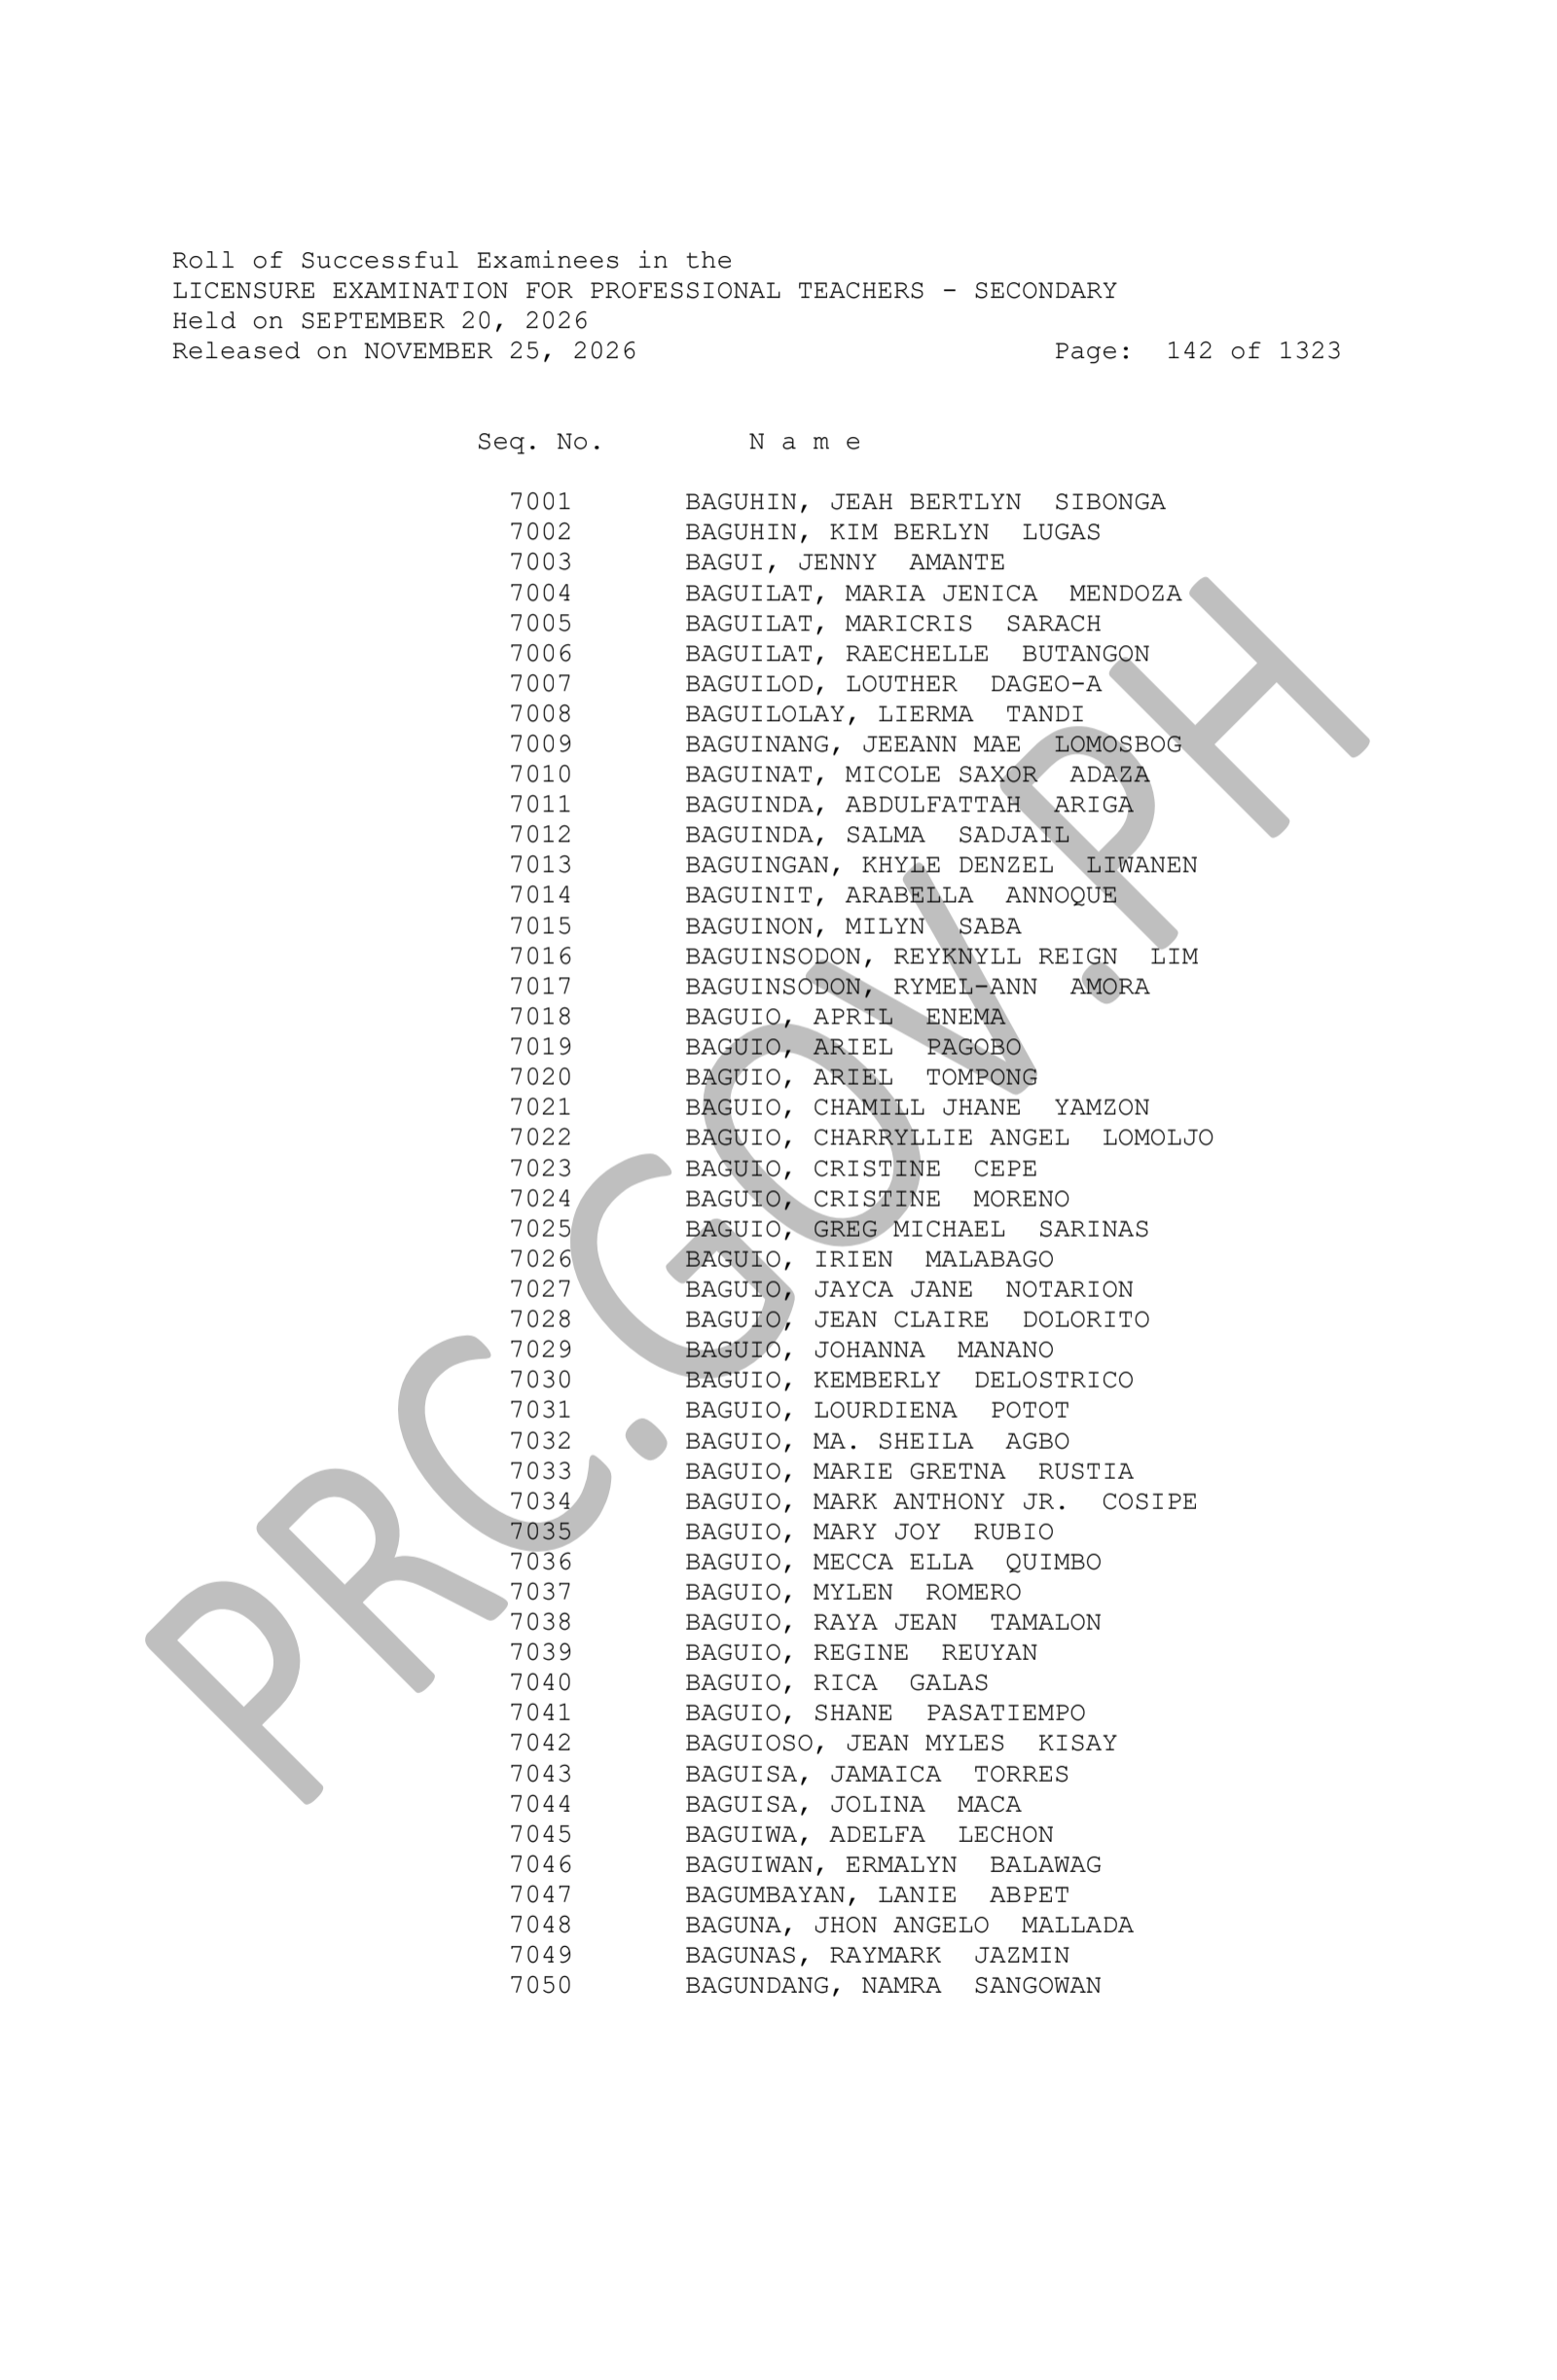 Roll of Successful Examinees in the
LICENSURE EXAMINATION FOR PROFESSIONAL TEACHERS - SECONDARY
Held on SEPTEMBER 20, 2026
Released on NOVEMBER 25, 2026 Page: 142 of 1323
Seq. No. N a m e
7001 BAGUHIN, JEAH BERTLYN SIBONGA
7002 BAGUHIN, KIM BERLYN LUGAS
7003 BAGUI, JENNY AMANTE
7004 BAGUILAT, MARIA JENICA MENDOZA
7005 BAGUILAT, MARICRIS SARACH
7006 BAGUILAT, RAECHELLE BUTANGON
7007 BAGUILOD, LOUTHER DAGEO-A
7008 BAGUILOLAY, LIERMA TANDI
7009 BAGUINANG, JEEANN MAE LOMOSBOG
7010 BAGUINAT, MICOLE SAXOR ADAZA
7011 BAGUINDA, ABDULFATTAH ARIGA
7012 BAGUINDA, SALMA SADJAIL
7013 BAGUINGAN, KHYLE DENZEL LIWANEN
7014 BAGUINIT, ARABELLA ANNOQUE
7015 BAGUINON, MILYN SABA
7016 BAGUINSODON, REYKNYLL REIGN LIM
7017 BAGUINSODON, RYMEL-ANN AMORA
7018 BAGUIO, APRIL ENEMA
7019 BAGUIO, ARIEL PAGOBO
7020 BAGUIO, ARIEL TOMPONG
7021 BAGUIO, CHAMILL JHANE YAMZON
7022 BAGUIO, CHARRYLLIE ANGEL LOMOLJO
7023 BAGUIO, CRISTINE CEPE
7024 BAGUIO, CRISTINE MORENO
7025 BAGUIO, GREG MICHAEL SARINAS
7026 BAGUIO, IRIEN MALABAGO
7027 BAGUIO, JAYCA JANE NOTARION
7028 BAGUIO, JEAN CLAIRE DOLORITO
7029 BAGUIO, JOHANNA MANANO
7030 BAGUIO, KEMBERLY DELOSTRICO
7031 BAGUIO, LOURDIENA POTOT
7032 BAGUIO, MA. SHEILA AGBO
7033 BAGUIO, MARIE GRETNA RUSTIA
7034 BAGUIO, MARK ANTHONY JR. COSIPE
7035 BAGUIO, MARY JOY RUBIO
7036 BAGUIO, MECCA ELLA QUIMBO
7037 BAGUIO, MYLEN ROMERO
7038 BAGUIO, RAYA JEAN TAMALON
7039 BAGUIO, REGINE REUYAN
7040 BAGUIO, RICA GALAS
7041 BAGUIO, SHANE PASATIEMPO
7042 BAGUIOSO, JEAN MYLES KISAY
7043 BAGUISA, JAMAICA TORRES
7044 BAGUISA, JOLINA MACA
7045 BAGUIWA, ADELFA LECHON
7046 BAGUIWAN, ERMALYN BALAWAG
7047 BAGUMBAYAN, LANIE ABPET
7048 BAGUNA, JHON ANGELO MALLADA
7049 BAGUNAS, RAYMARK JAZMIN
7050 BAGUNDANG, NAMRA SANGOWAN
PRC.GOV.PH